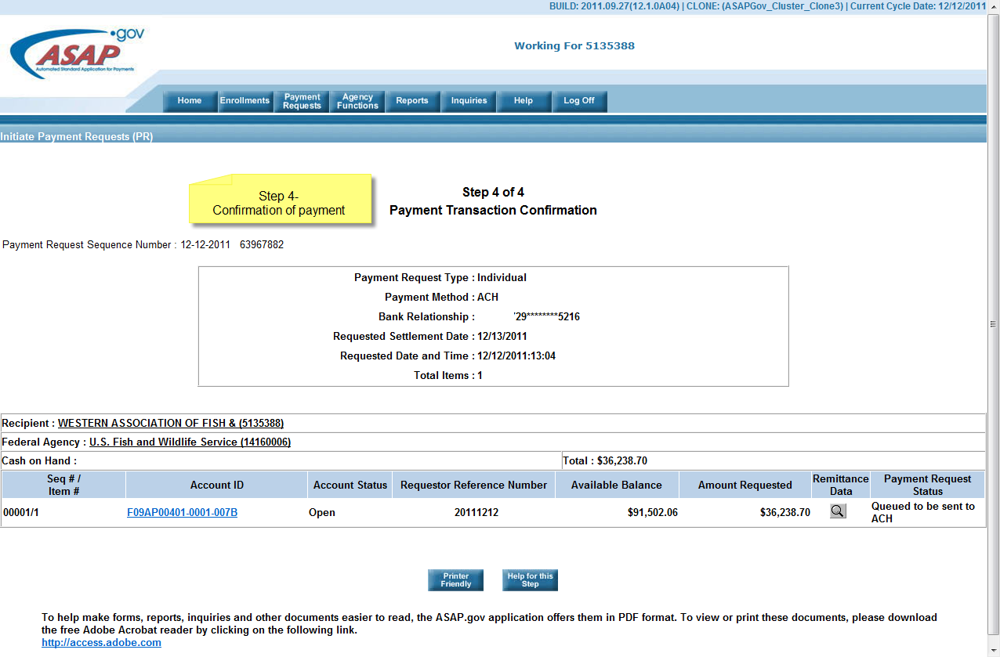 BUILD: 2011.09.27(12.1.0A04) | CLONE: (ASAPGov_Cluster_Clone3) | Current Cycle Date: 12/12/2011
ASAP.gov
Automated Standard Application for Payments
Working For 5135388
Home Enrollments Payment Requests Agency Functions Reports Inquiries Help Log Off
Initiate Payment Requests (PR)
Step 4-
Confirmation of payment
Step 4 of 4
Payment Transaction Confirmation
Payment Request Sequence Number : 12-12-2011 63967882
Payment Request Type : Individual
Payment Method : ACH
Bank Relationship : '29********5216
Requested Settlement Date : 12/13/2011
Requested Date and Time : 12/12/2011:13:04
Total Items : 1
Recipient : WESTERN ASSOCIATION OF FISH & (5135388)
Federal Agency : U.S. Fish and Wildlife Service (14160006)
Cash on Hand : Total : $36,238.70
Seq # / Item # Account ID Account Status Requestor Reference Number Available Balance Amount Requested Remittance Data Payment Request Status
00001/1 F09AP00401-0001-007B Open 20111212 $91,502.06 $36,238.70 Queued to be sent to ACH
Printer Friendly Help for this Step
To help make forms, reports, inquiries and other documents easier to read, the ASAP.gov application offers them in PDF format. To view or print these documents, please download
the free Adobe Acrobat reader by clicking on the following link.
http://access.adobe.com